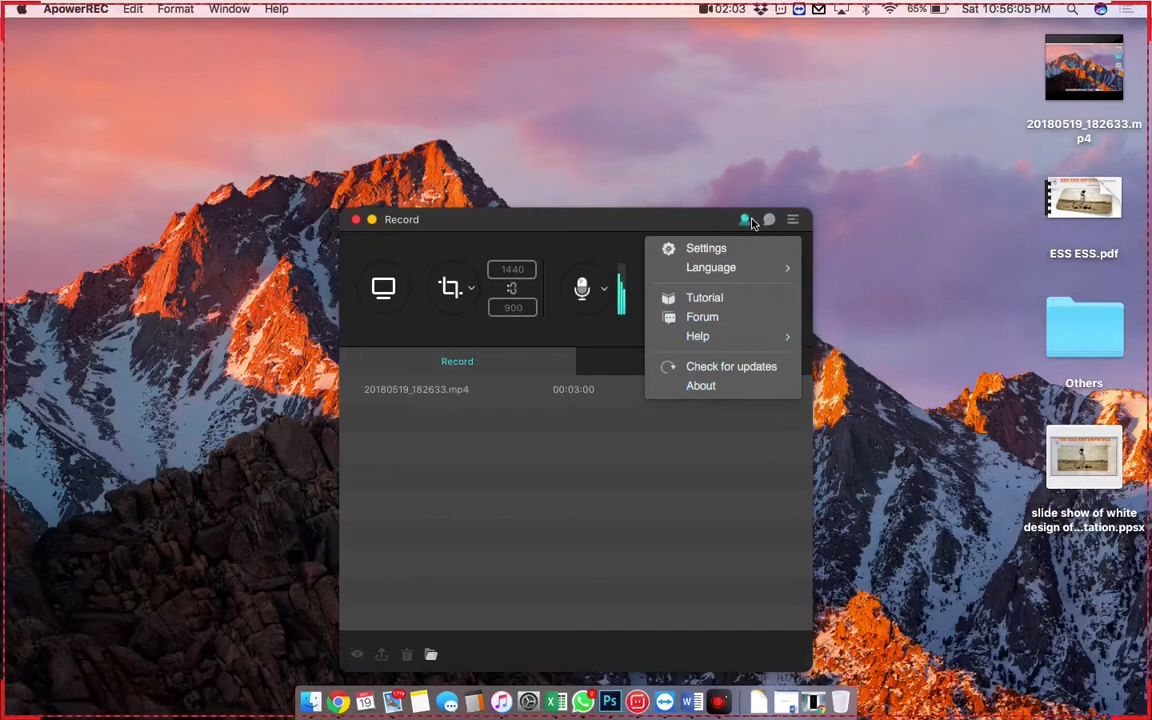 ApowerREC Edit Format Window Help 02:03 65% Sat 10:56:05 PM
20180519_182633.m
p4
ESS ESS.pdf
Others
slide show of white
design of...tation.ppsx
Record
1440
900
Settings
Language
Tutorial
Forum
Help
Check for updates
About
Record
20180519_182633.mp4 00:03:00